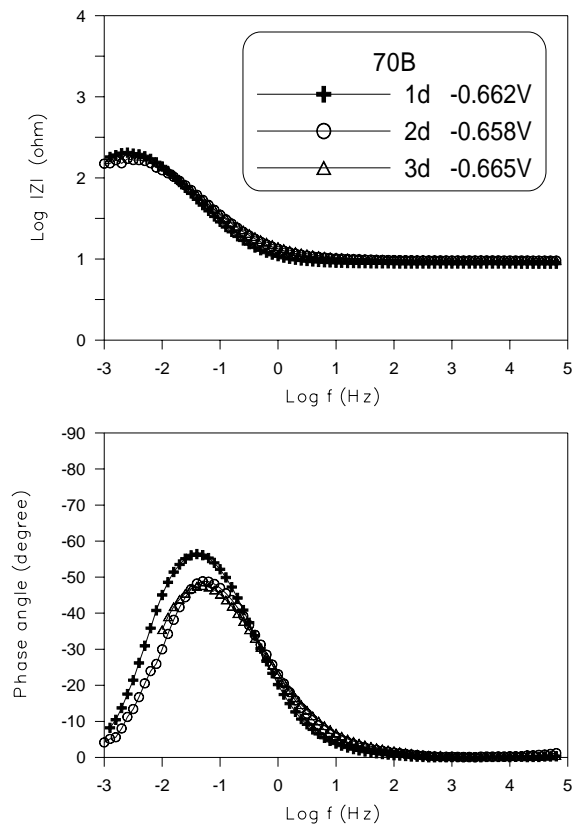 4
3
2
1
0
Log |Z| (ohm)
70B
1d -0.662V
2d -0.658V
3d -0.665V
-3 -2 -1 0 1 2 3 4 5
Log f (Hz)
-90
-80
-70
-60
-50
-40
-30
-20
-10
0
Phase angle (degree)
-3 -2 -1 0 1 2 3 4 5
Log f (Hz)